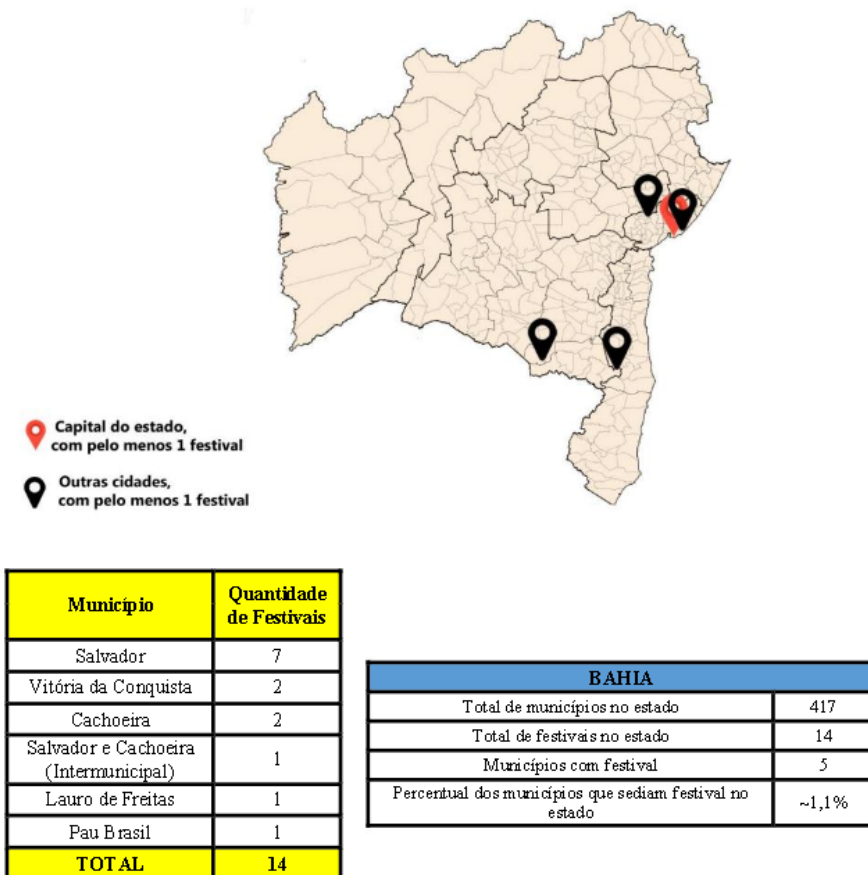 Capital do estado,
com pelo menos 1 festival
Outras cidades,
com pelo menos 1 festival
Município Quantidade
de Festivais
Salvador 7
Vitória da Conquista 2
Cachoeira 2
Salvador e Cachoeira
(Intermunicipal) 1
Lauro de Freitas 1
Pau Brasil 1
TOTAL 14
BAHIA
Total de municípios no estado 417
Total de festivais no estado 14
Municípios com festival 5
Percentual dos municípios que sediam festival no
estado ~1,1%